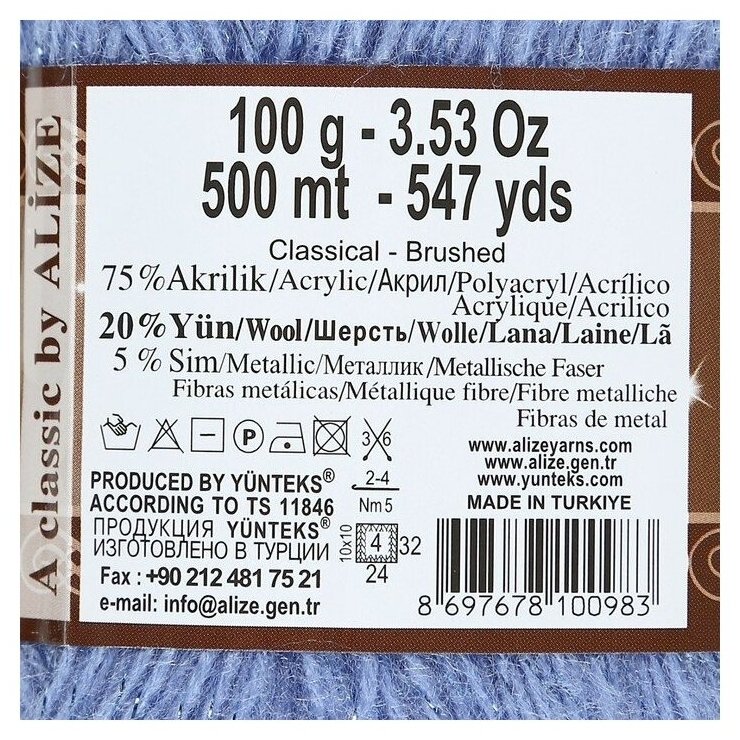 A classic by ALİZE
100 g - 3.53 Oz
500 mt - 547 yds
Classical - Brushed
75 % Akrilik/Acrylic/Акрил/Polyacryl/Acrílico
Acrylique/Acrilico
20 % Yün/Wool/Шерсть/Wolle/Lana/Laine/Lã
5 % Sim/Metallic/Металлик/Metallische Faser
Fibras metálicas/Métallique fibre/Fibre metalliche
Fibras de metal
P
3 6
PRODUCED BY YÜNTEKS®
ACCORDING TO TS 11846
ПРОДУКЦИЯ YÜNTEKS®
ИЗГОТОВЛЕНО В ТУРЦИИ
Fax : +90 212 481 75 21
e-mail: info@alize.gen.tr
2-4
Nm 5
10x10
4
32
24
www.alizeyarns.com
www.alize.gen.tr
www.yunteks.com
MADE IN TURKIYE
8 697678 100983